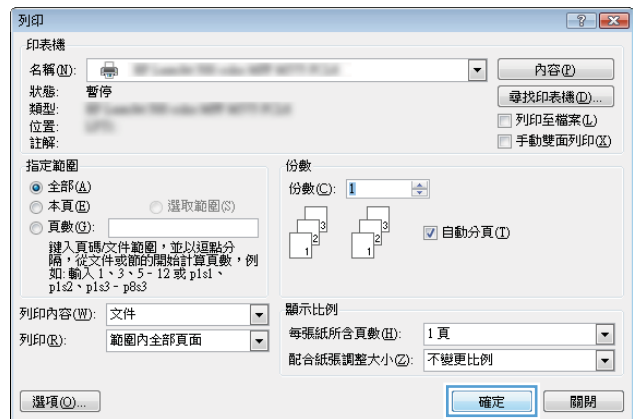 列印
印表機
名稱(N):
內容(P)
狀態: 暫停
尋找印表機(D)...
類型:
位置:
列印至檔案(L)
註解:
手動雙面列印(X)
指定範圍
份數
全部(A)
份數(C): 1
本頁(E) 選取範圍(S)
頁數(G):
自動分頁(T)
鍵入頁碼/文件範圍，並以逗點分
隔，從文件或節的開始計算頁數，例
如: 輸入 1、3、5 - 12 或 p1s1、
p1s2、p1s3 - p8s3
1 2 3
1 2 3
列印內容(W): 文件
顯示比例
列印(R): 範圍內全部頁面
每張紙所含頁數(H): 1 頁
配合紙張調整大小(Z): 不變更比例
選項(O)...
確定
關閉